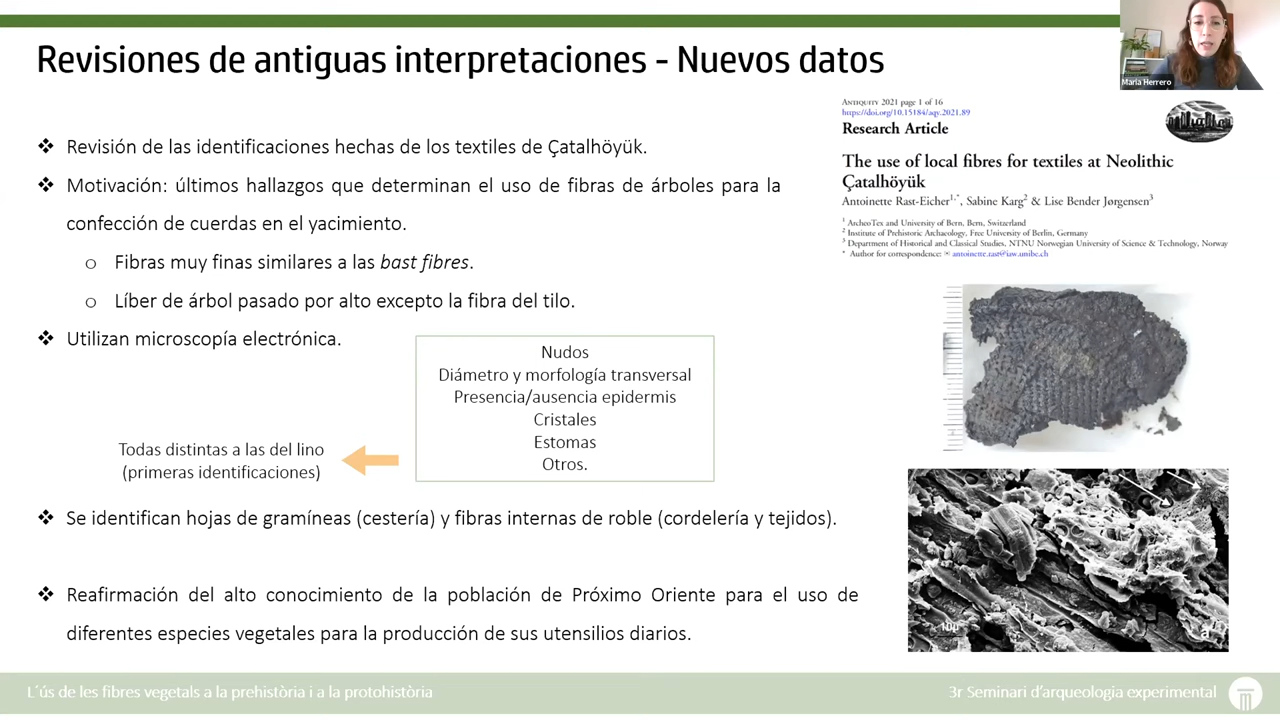 Revisiones de antiguas interpretaciones - Nuevos datos
Maria Herrero
❖ Revisión de las identificaciones hechas de los textiles de Çatalhöyük.
❖ Motivación: últimos hallazgos que determinan el uso de fibras de árboles para la
confección de cuerdas en el yacimiento.
o Fibras muy finas similares a las bast fibres.
o Líber de árbol pasado por alto excepto la fibra del tilo.
❖ Utilizan microscopía electrónica.
Nudos
Diámetro y morfología transversal
Presencia/ausencia epidermis
Cristales
Estomas
Otros.
Todas distintas a las del lino
(primeras identificaciones)
❖ Se identifican hojas de gramíneas (cestería) y fibras internas de roble (cordelería y tejidos).
❖ Reafirmación del alto conocimiento de la población de Próximo Oriente para el uso de
diferentes especies vegetales para la producción de sus utensilios diarios.
Antiquity 2021 page 1 of 16
https://doi.org/10.15184/aqy.2021.89
Research Article
The use of local fibres for textiles at Neolithic
Çatalhöyük
Antoinette Rast-Eicher1,*, Sabine Karg2 & Lise Bender Jørgensen3
1 ArcheoTex and University of Bern, Bern, Switzerland
2 Institute of Prehistoric Archaeology, Free University of Berlin, Germany
3 Department of Historical and Classical Studies, NTNU Norwegian University of Science & Technology, Norway
* Author for correspondence: ✉ antoinette.rast@iaw.unibe.ch
10µ
a
L´ús de les fibres vegetals a la prehistòria i a la protohistòria
3r Seminari d'arqueologia experimental